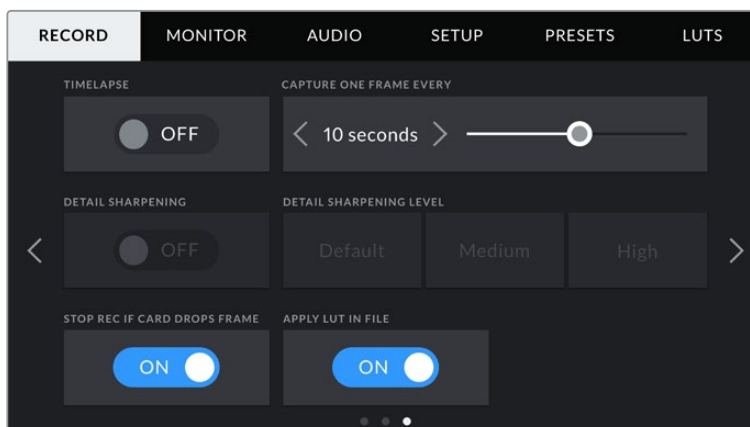 RECORD MONITOR AUDIO SETUP PRESETS LUTS
TIMELAPSE CAPTURE ONE FRAME EVERY
OFF 10 seconds
DETAIL SHARPENING DETAIL SHARPENING LEVEL
OFF Default Medium High
STOP REC IF CARD DROPS FRAME APPLY LUT IN FILE
ON ON